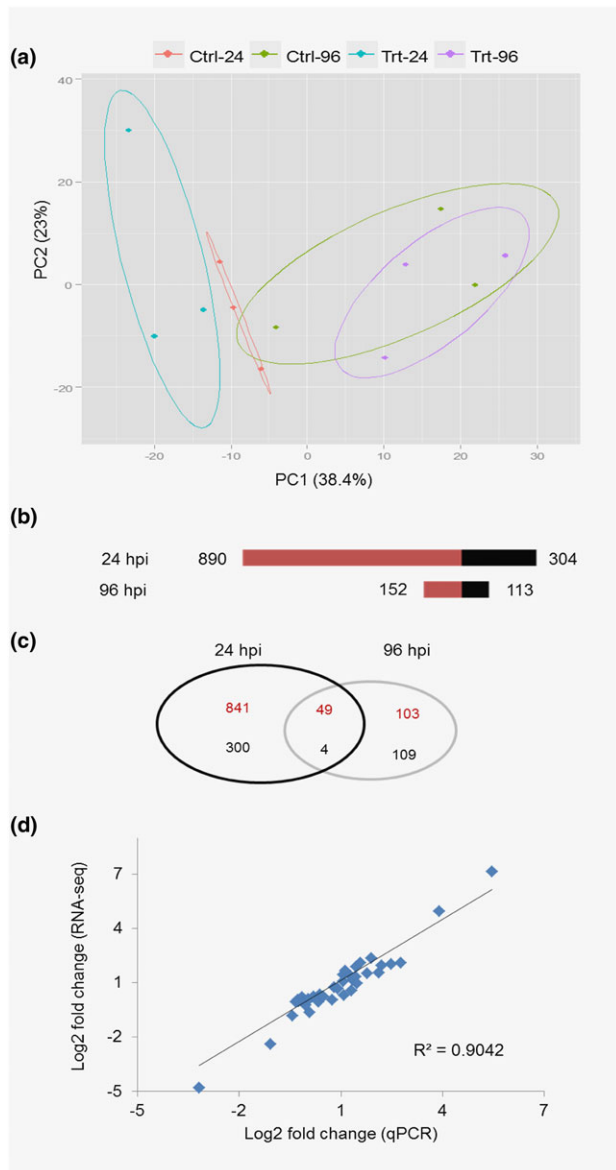 (a)
Ctrl-24 Ctrl-96 Trt-24 Trt-96
40
20
0
-20
PC2 (23%)
-20 -10 0 10 20 30
PC1 (38.4%)
(b)
24 hpi 890 304
96 hpi 152 113
(c)
24 hpi 96 hpi
841 49 103
300 4 109
(d)
Log2 fold change (RNA-seq)
7
4
1
-2
-5
R² = 0.9042
-5 -2 1 4 7
Log2 fold change (qPCR)